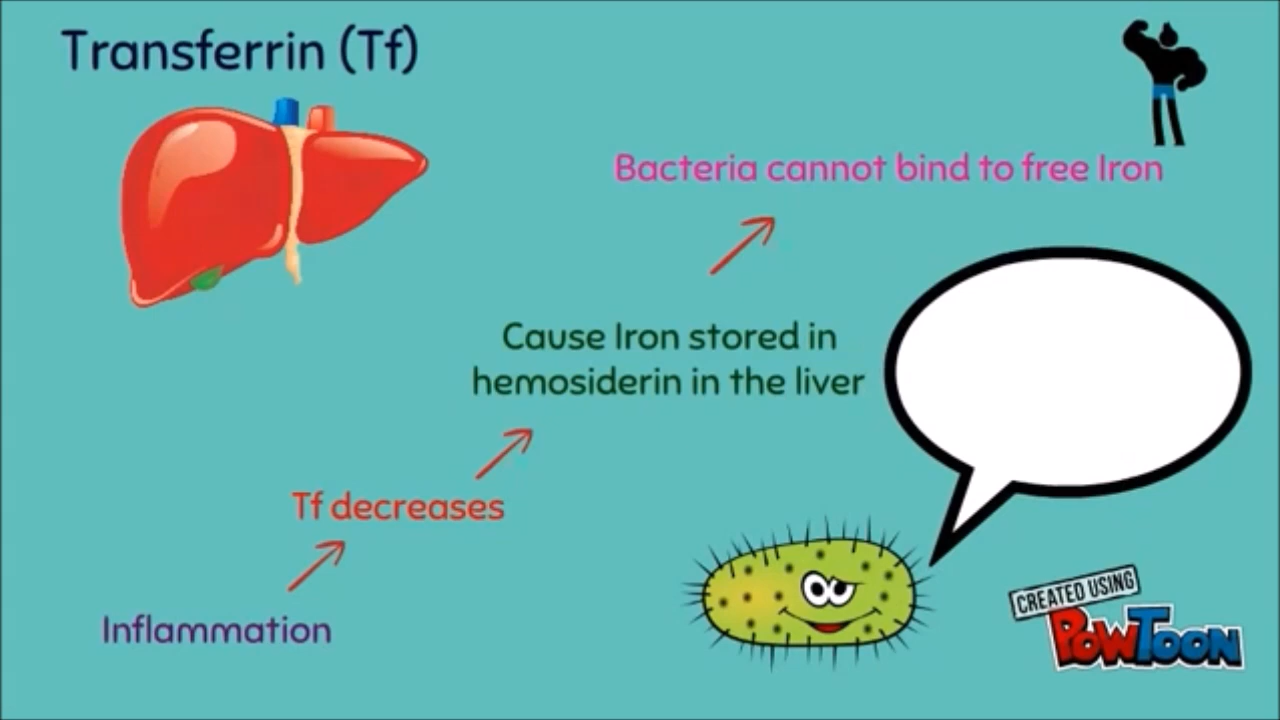 Transferrin (Tf)
Bacteria cannot bind to free Iron
Cause Iron stored in
hemosiderin in the liver
Tf decreases
Inflammation
CREATED USING
POWTOON